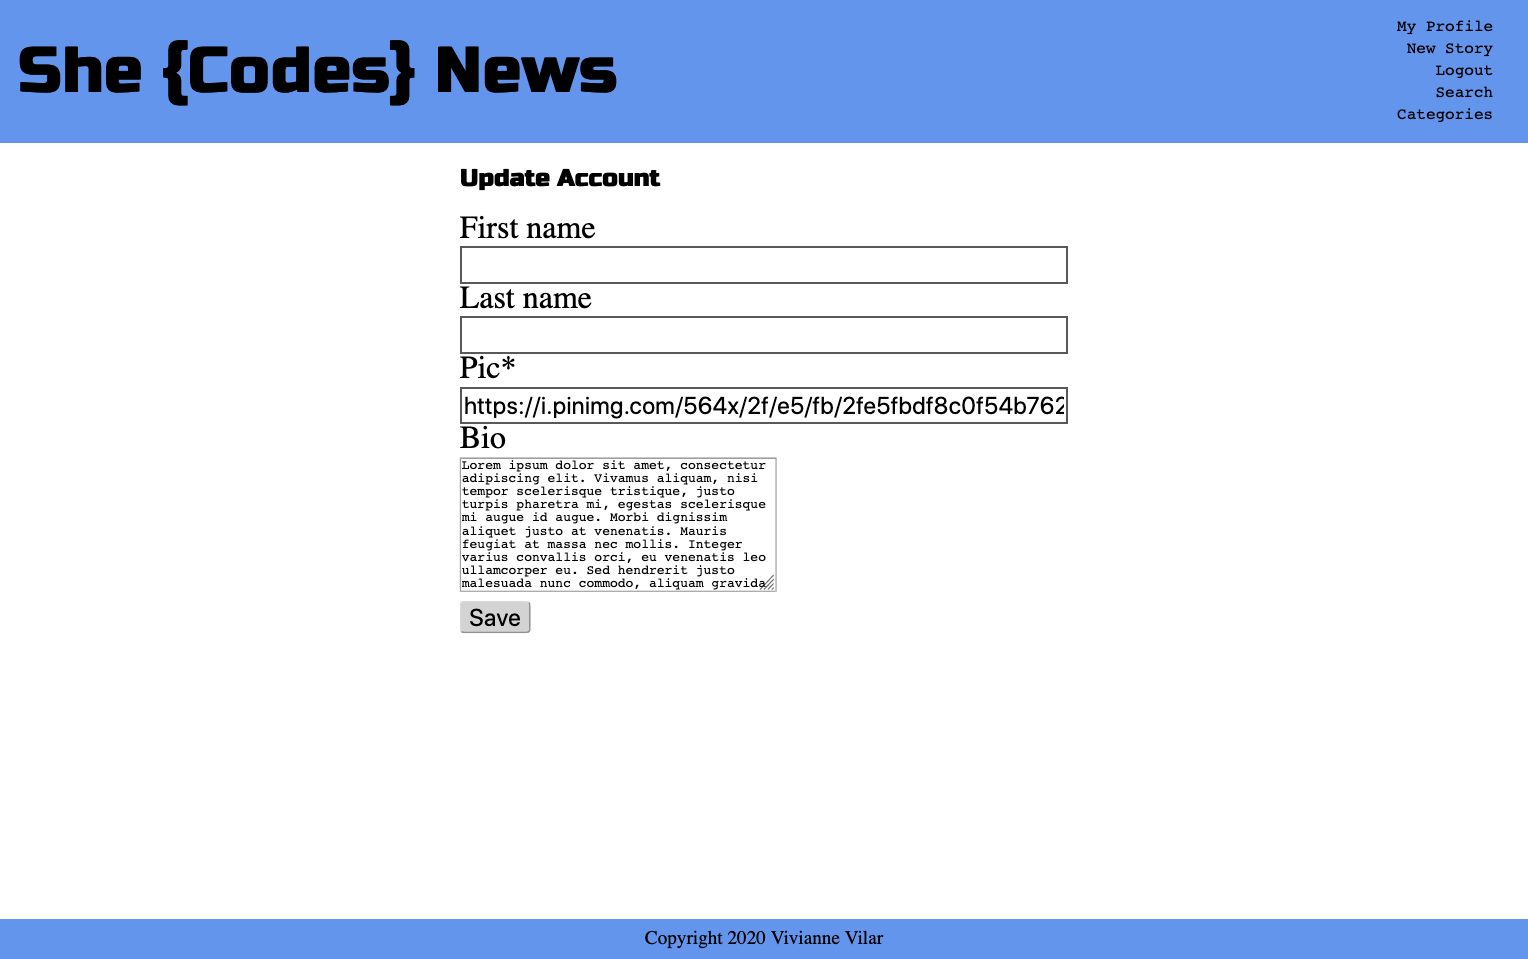 She {Codes} News
My Profile
New Story
Logout
Search
Categories
Update Account
First name
Last name
Pic*
https://i.pinimg.com/564x/2f/e5/fb/2fe5fbdf8c0f54b762
Bio
Lorem ipsum dolor sit amet, consectetur
adipiscing elit. Vivamus aliquam, nisi
tempor scelerisque tristique, justo
turpis pharetra mi, egestas scelerisque
mi augue id augue. Morbi dignissim
aliquet justo at venenatis. Mauris
feugiat at massa nec mollis. Integer
varius convallis orci, eu venenatis leo
ullamcorper eu. Sed hendrerit justo
malesuada nunc commodo, aliquam gravida
Save
Copyright 2020 Vivianne Vilar